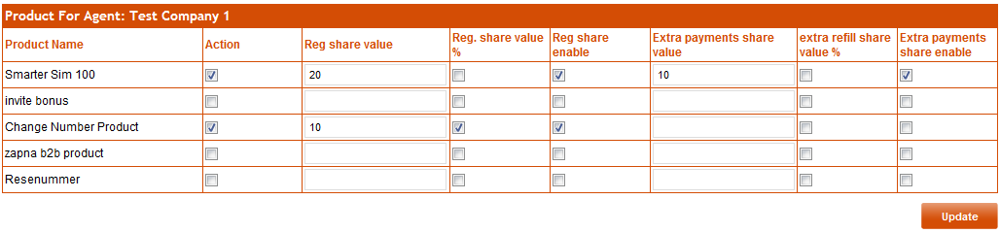 Product For Agent: Test Company 1
Product Name Action Reg share value Reg. share value % Reg share enable Extra payments share value extra refill share value % Extra payments share enable
Smarter Sim 100 20 10
invite bonus
Change Number Product 10
zapna b2b product
Resenummer
Update